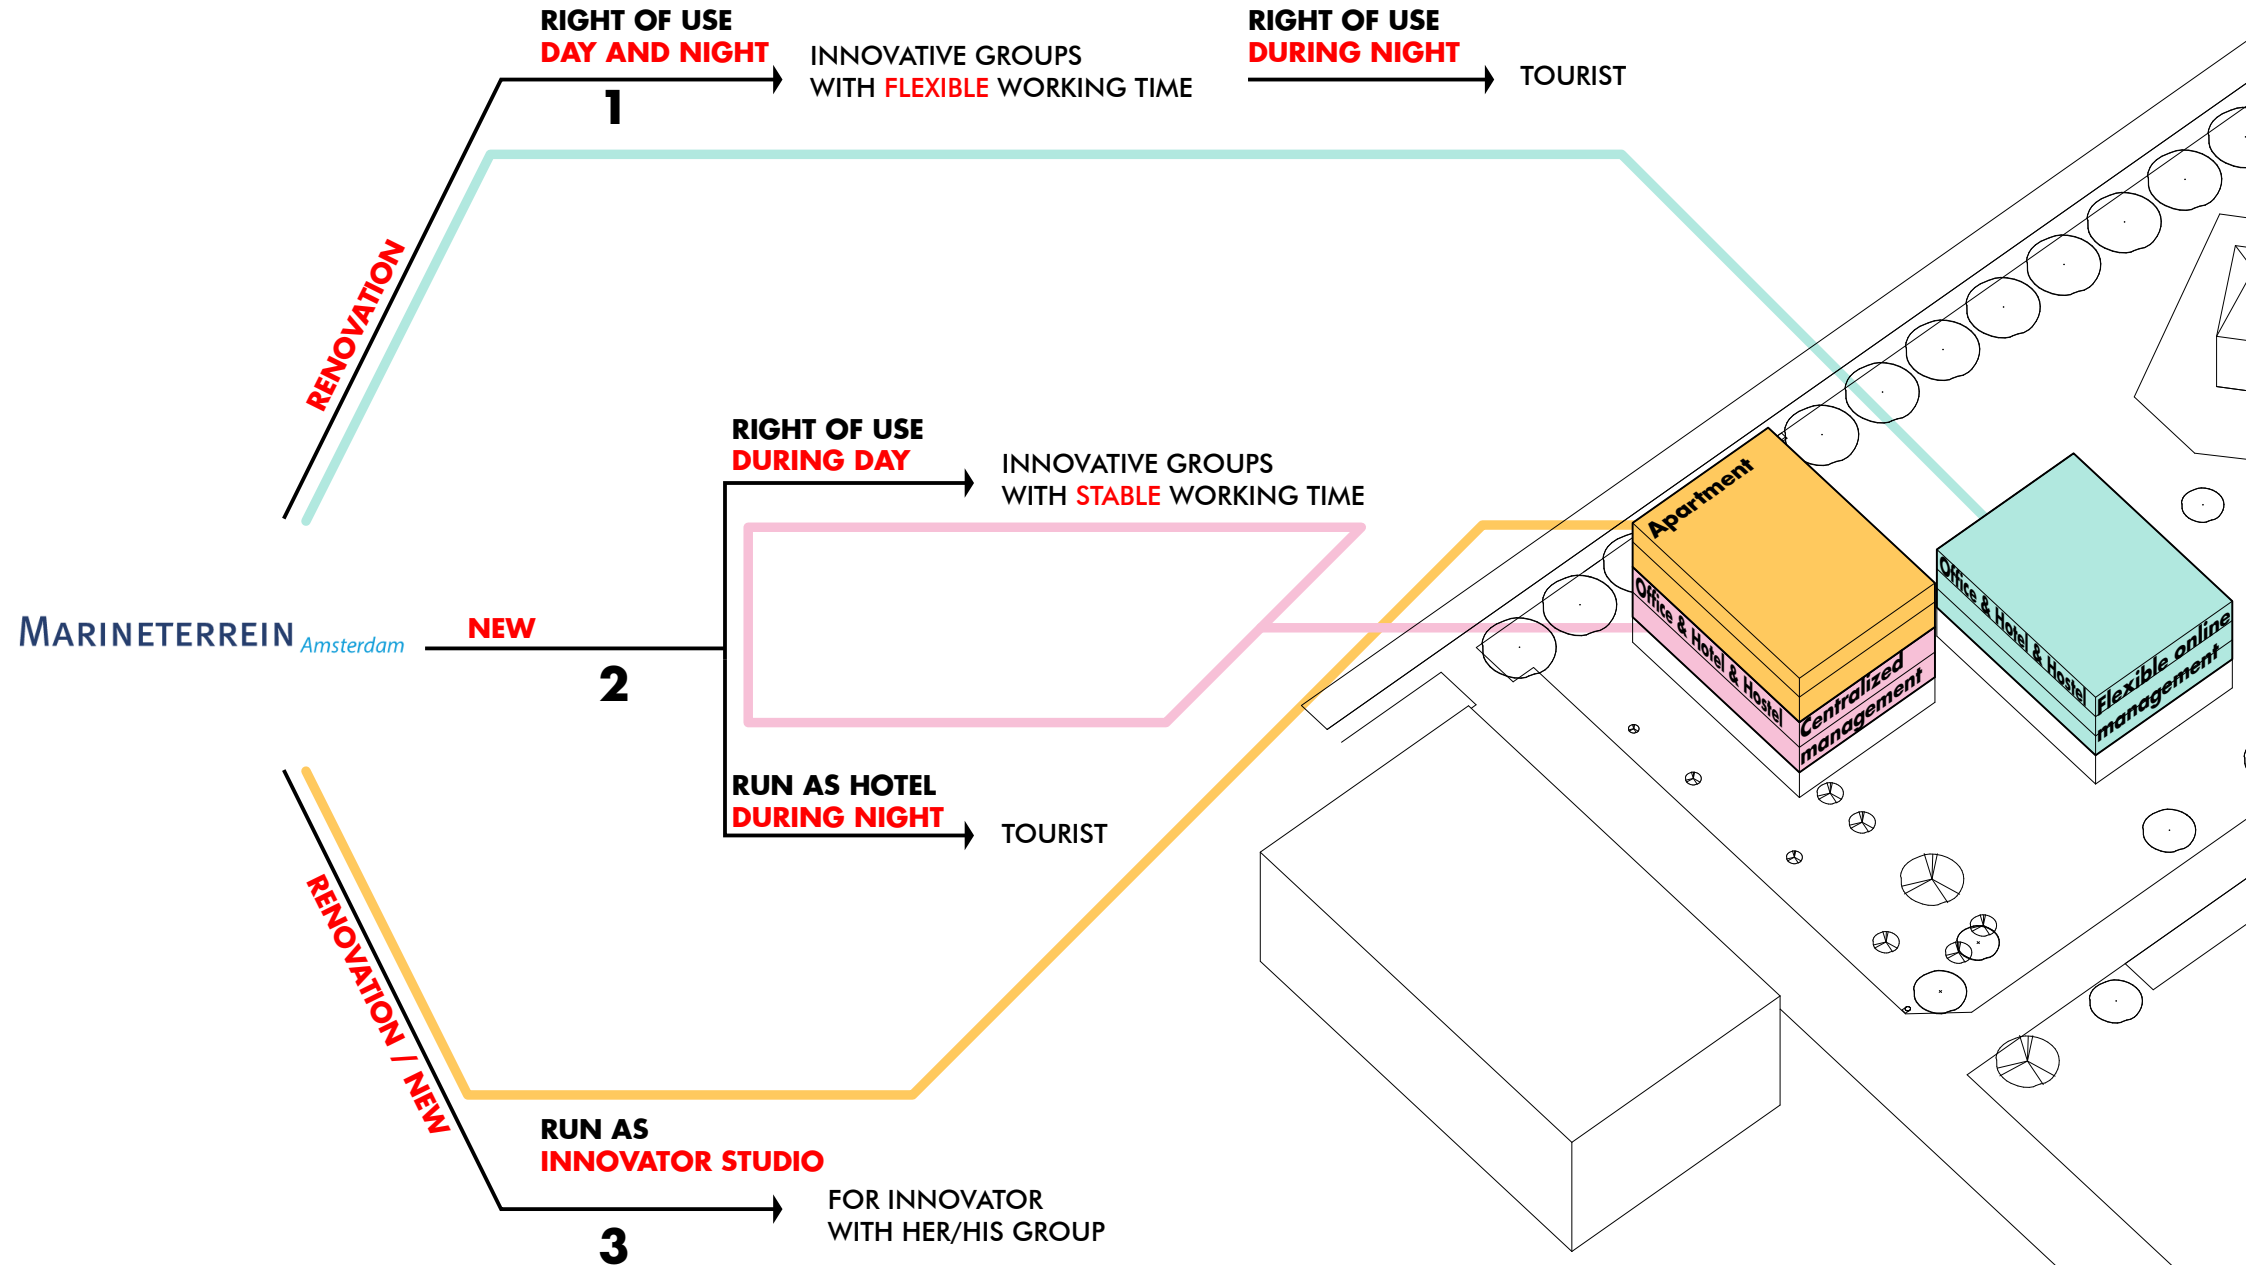 RIGHT OF USE
DAY AND NIGHT
1
INNOVATIVE GROUPS
WITH FLEXIBLE WORKING TIME
RIGHT OF USE
DURING NIGHT
TOURIST
RENOVATION
RIGHT OF USE
DURING DAY
INNOVATIVE GROUPS
WITH STABLE WORKING TIME
MARINETERREIN Amsterdam
NEW
2
RUN AS HOTEL
DURING NIGHT
TOURIST
RENOVATION / NEW
RUN AS
INNOVATOR STUDIO
3
FOR INNOVATOR
WITH HER/HIS GROUP
Apartment
Office & Hotel & Hostel
Centralized
management
Office & Hotel & Hostel
Flexible online
management